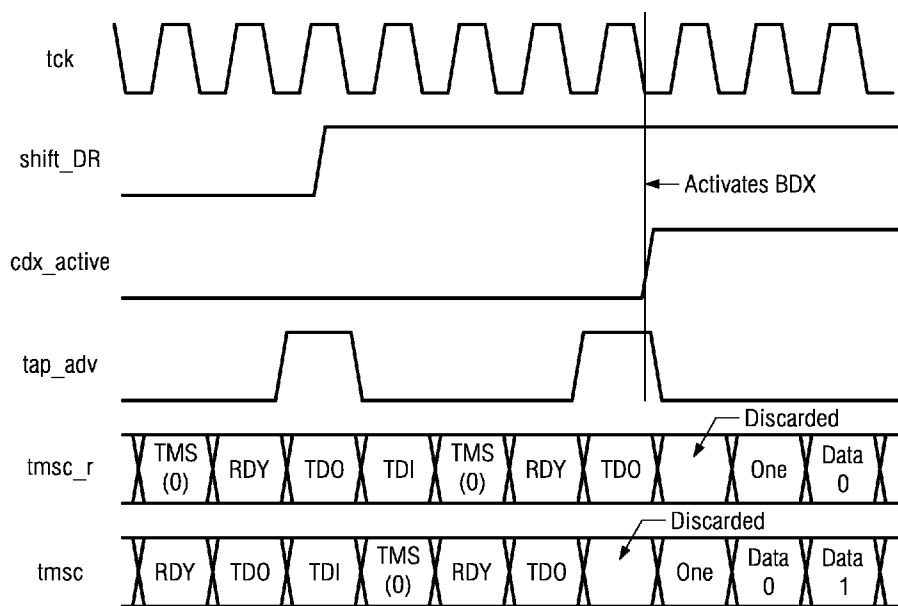 tck
shift_DR
Activates BDX
cdx_active
tap_adv
Discarded
tmsc_r TMS (0) RDY TDO TDI TMS (0) RDY TDO One Data 0
Discarded
tmsc RDY TDO TDI TMS (0) RDY TDO One Data 0 Data 1